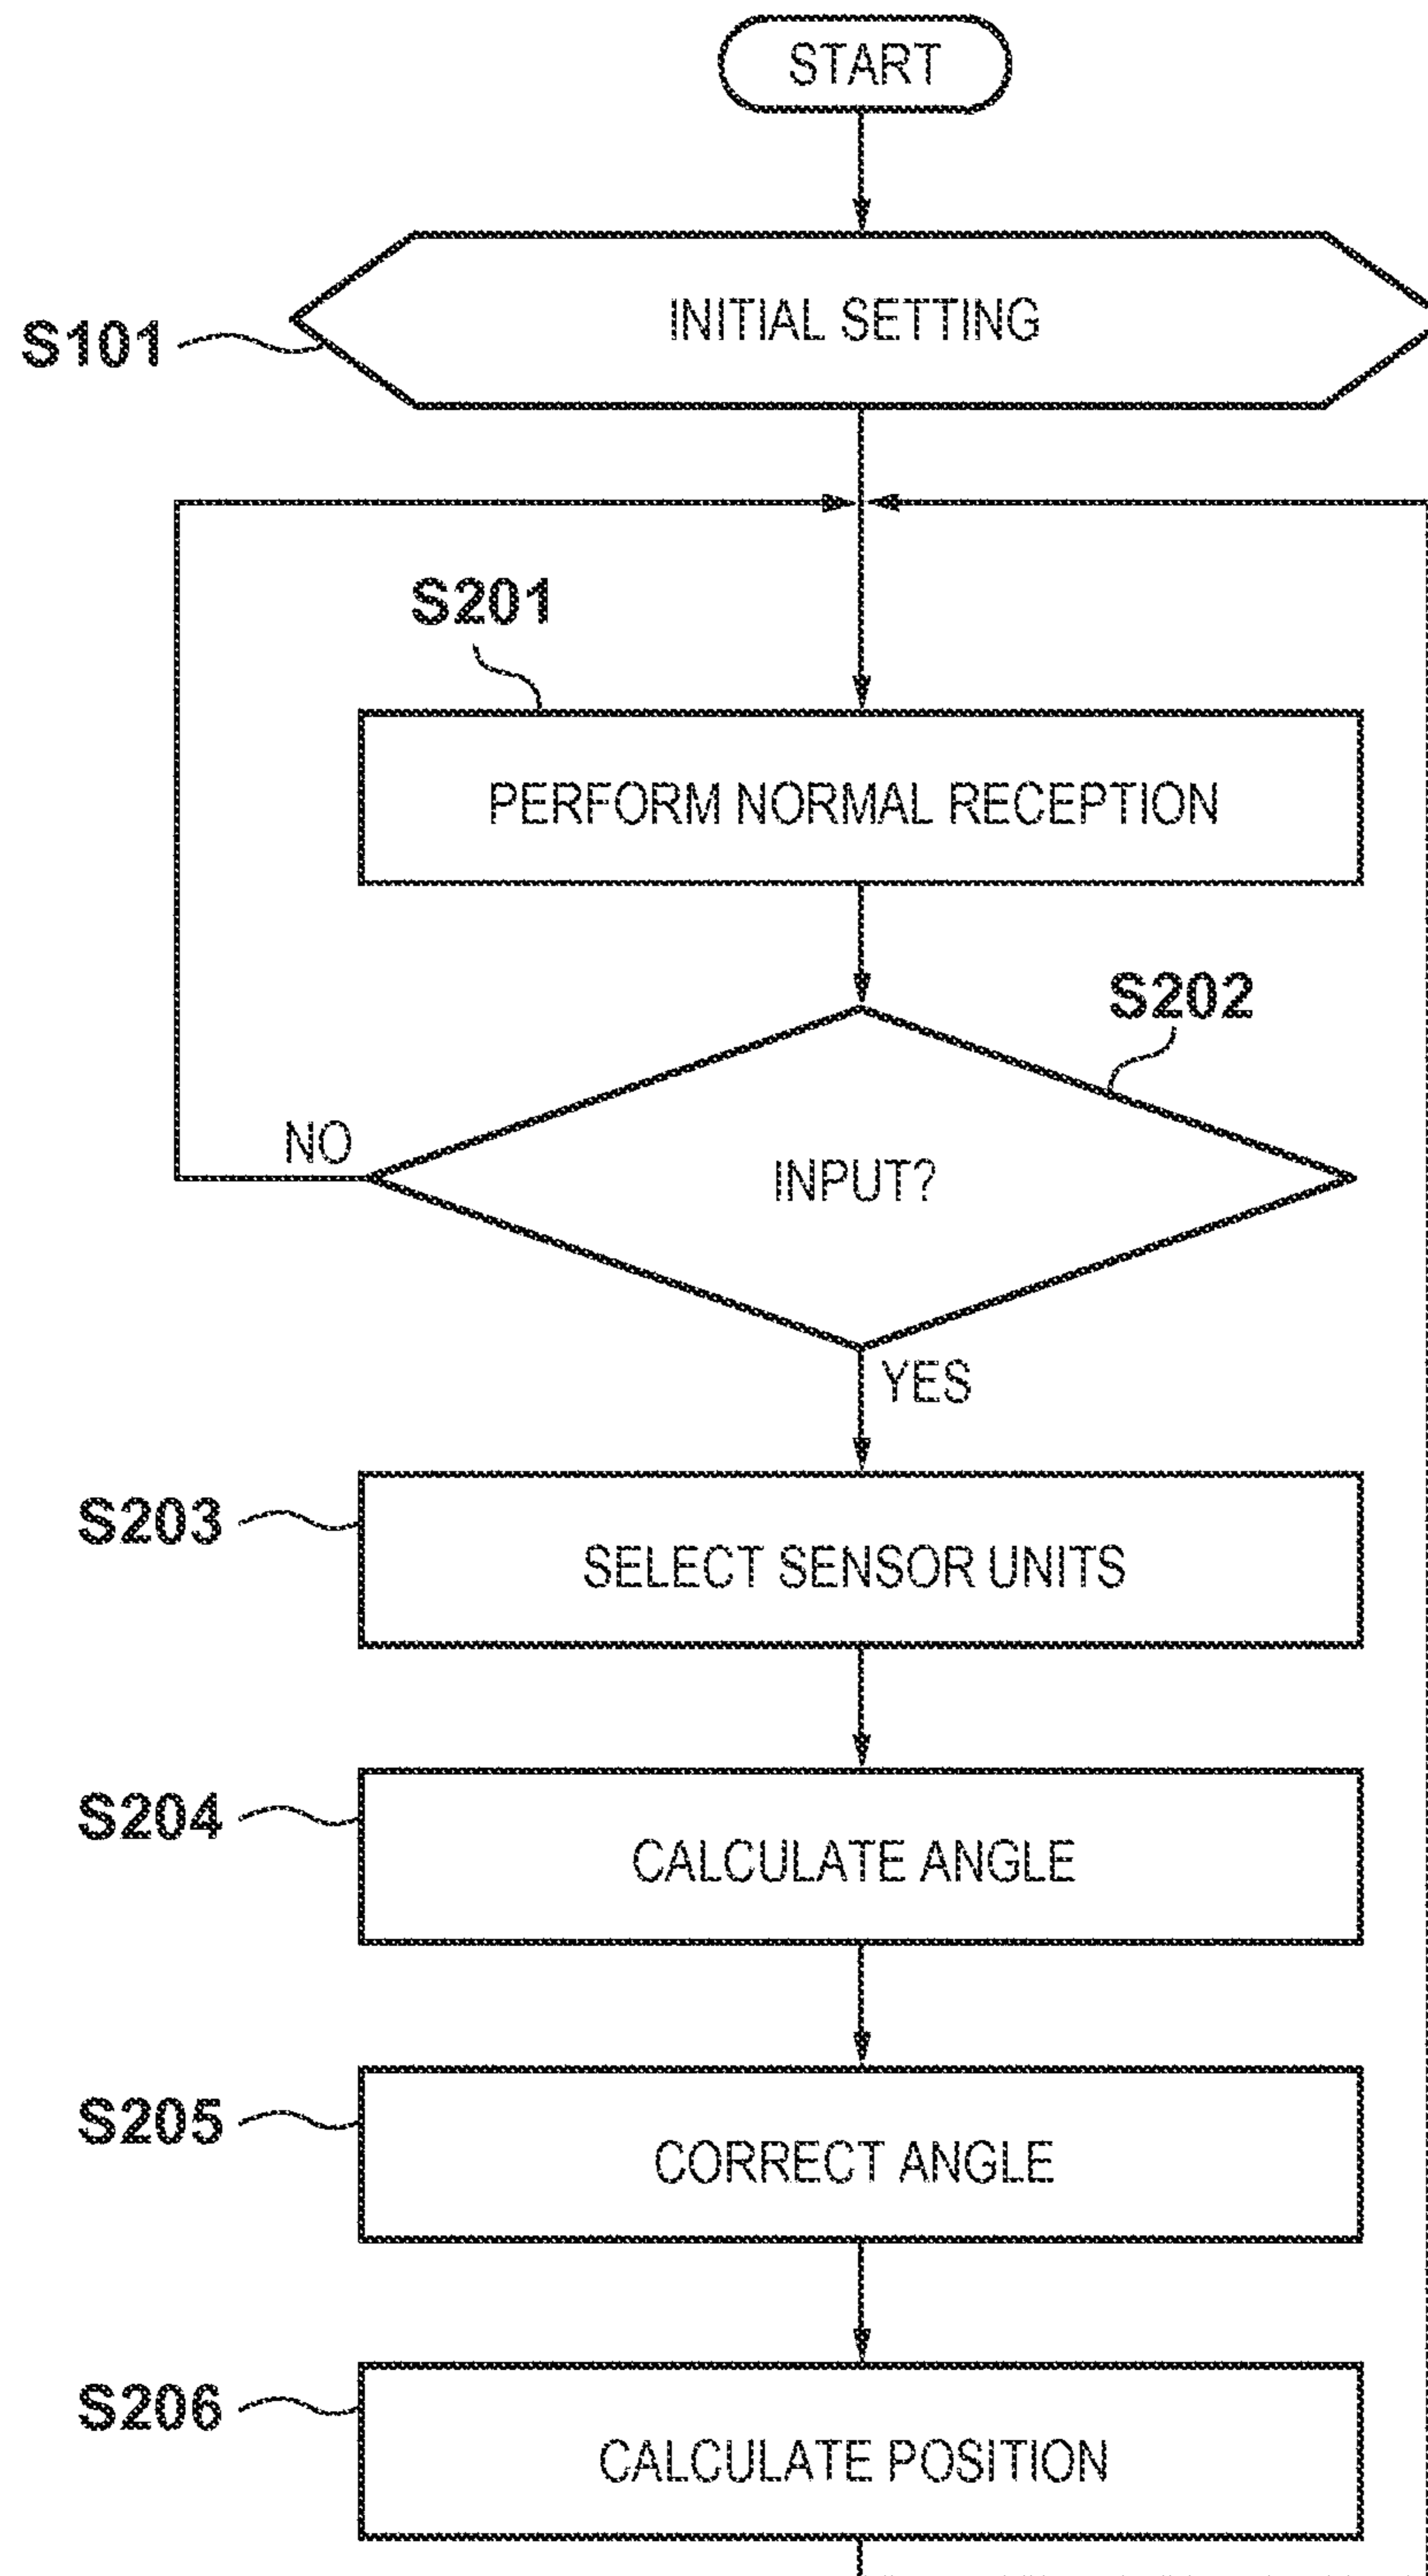 START
INITIAL SETTING
S101
S201
PERFORM NORMAL RECEPTION
S202
NO
INPUT?
YES
S203
SELECT SENSOR UNITS
S204
CALCULATE ANGLE
S205
CORRECT ANGLE
S206
CALCULATE POSITION